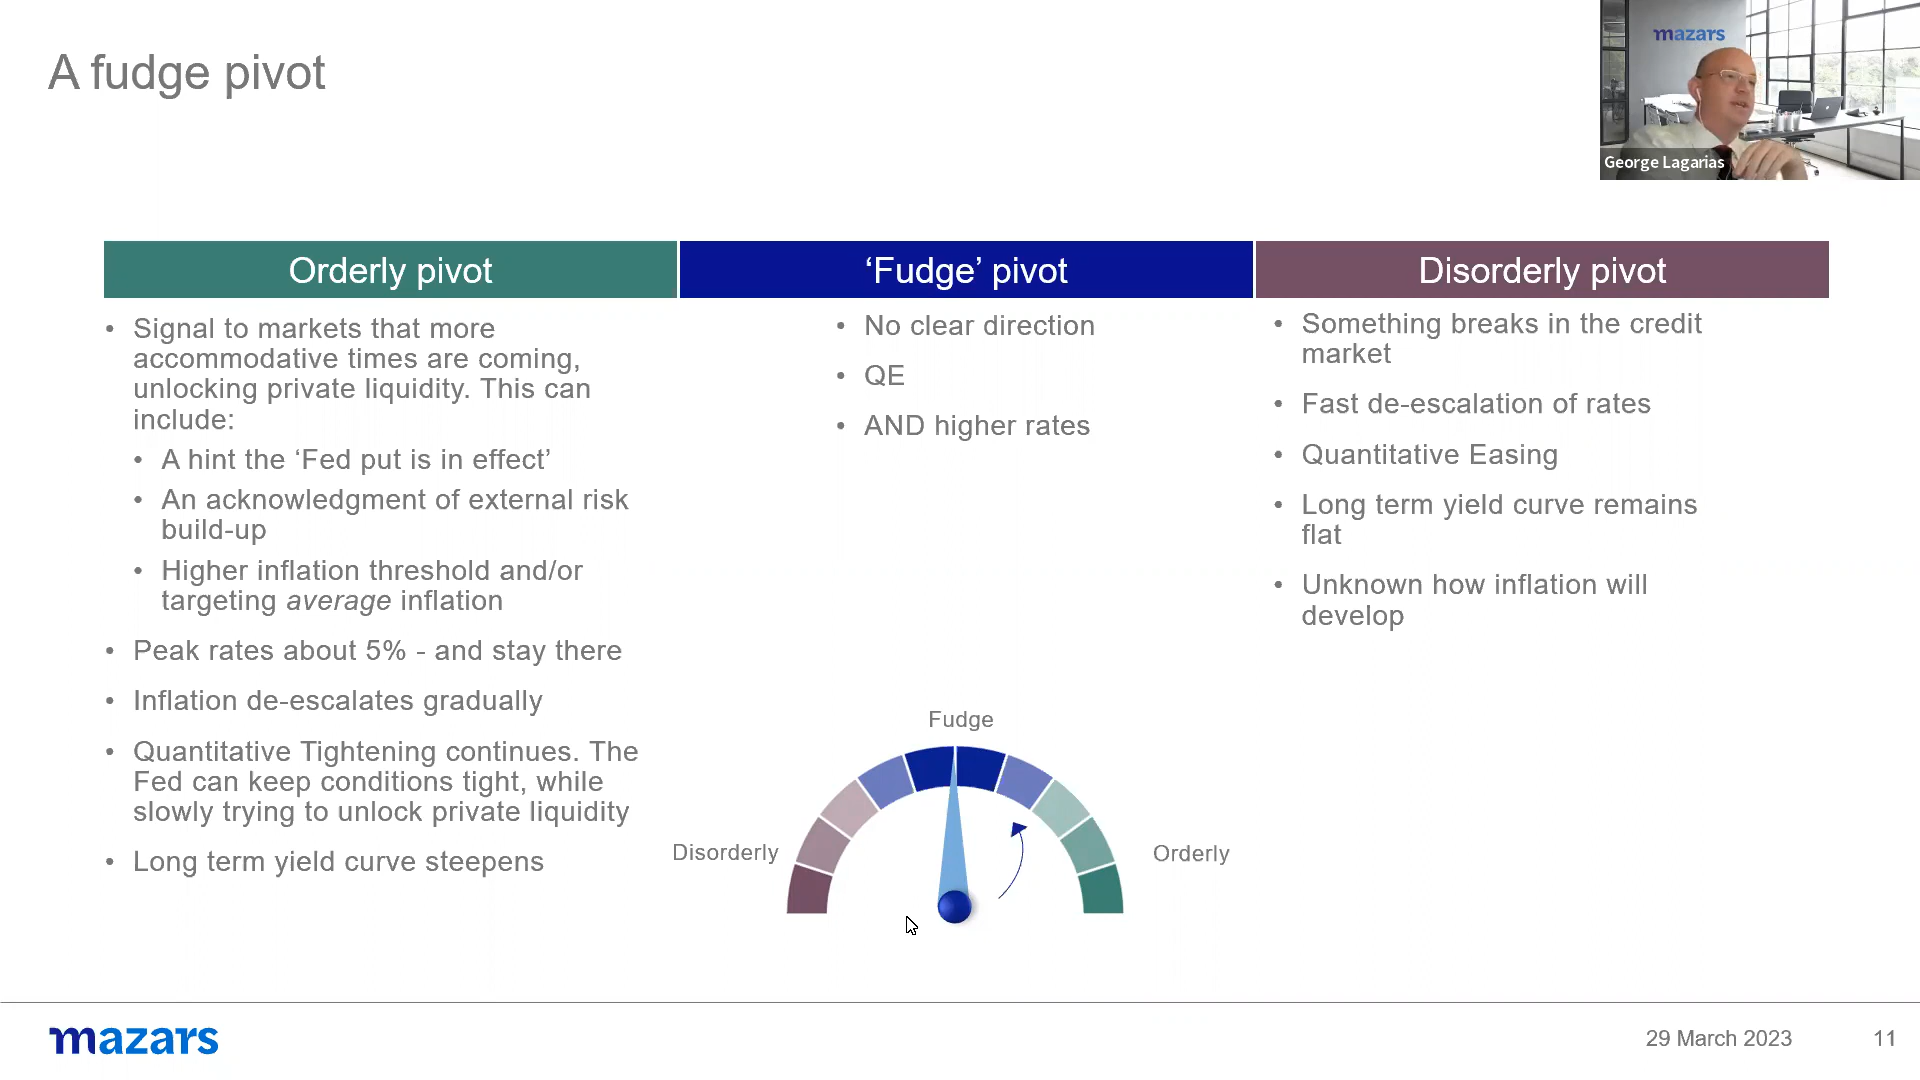 A fudge pivot
mazars
George Lagarias
Orderly pivot
‘Fudge’ pivot
Disorderly pivot
• Signal to markets that more
accommodative times are coming,
unlocking private liquidity. This can
include:
• A hint the ‘Fed put is in effect’
• An acknowledgment of external risk
build-up
• Higher inflation threshold and/or
targeting average inflation
• Peak rates about 5% - and stay there
• Inflation de-escalates gradually
• Quantitative Tightening continues. The
Fed can keep conditions tight, while
slowly trying to unlock private liquidity
• Long term yield curve steepens
• No clear direction
• QE
• AND higher rates
• Something breaks in the credit
market
• Fast de-escalation of rates
• Quantitative Easing
• Long term yield curve remains
flat
• Unknown how inflation will
develop
Fudge
Disorderly
Orderly
mazars
29 March 2023
11